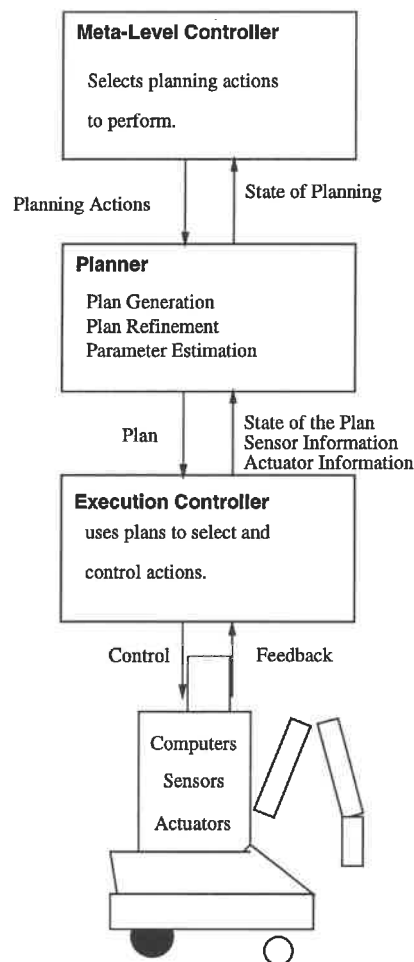 Meta-Level Controller
Selects planning actions
to perform.
Planning Actions
State of Planning
Planner
Plan Generation
Plan Refinement
Parameter Estimation
Plan
State of the Plan
Sensor Information
Actuator Information
Execution Controller
uses plans to select and
control actions.
Control
Feedback
Computers
Sensors
Actuators